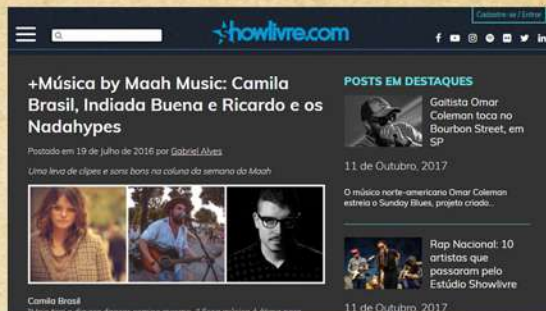 Cadastre-se / Entrar
howlivre.com
+Música by Maah Music: Camila
Brasil, Indiada Buena e Ricardo e os
Nadahypes
Postado em 19 de Julho de 2016 por Gabriel Alves
Uma leva de clipes e sons bons na coluna da semana da Maah
Camila Brasil
POSTS EM DESTAQUES
Gaitista Omar
Coleman toca no
Bourbon Street, em
SP
11 de Outubro, 2017
O músico norte-americano Omar Coleman
estreia o Sunday Blues, projeto criado...
Rap Nacional: 10
artistas que
passaram pelo
Estúdio Showlivre
11 de Outubro, 2017